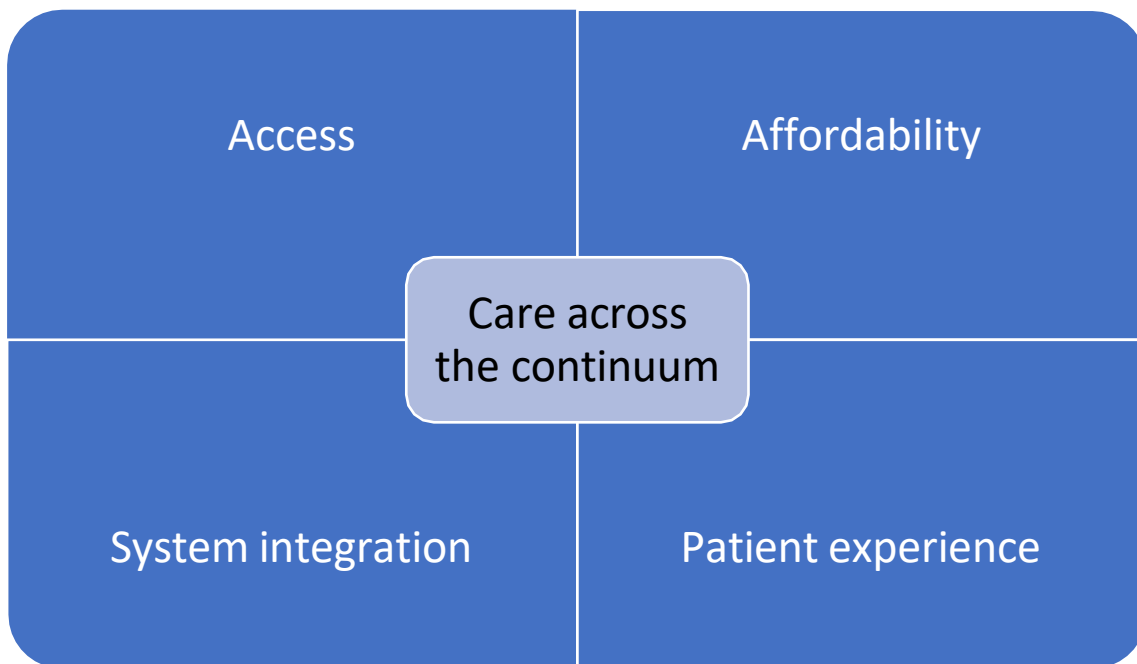 Access
Affordability
Care across
the continuum
System integration
Patient experience